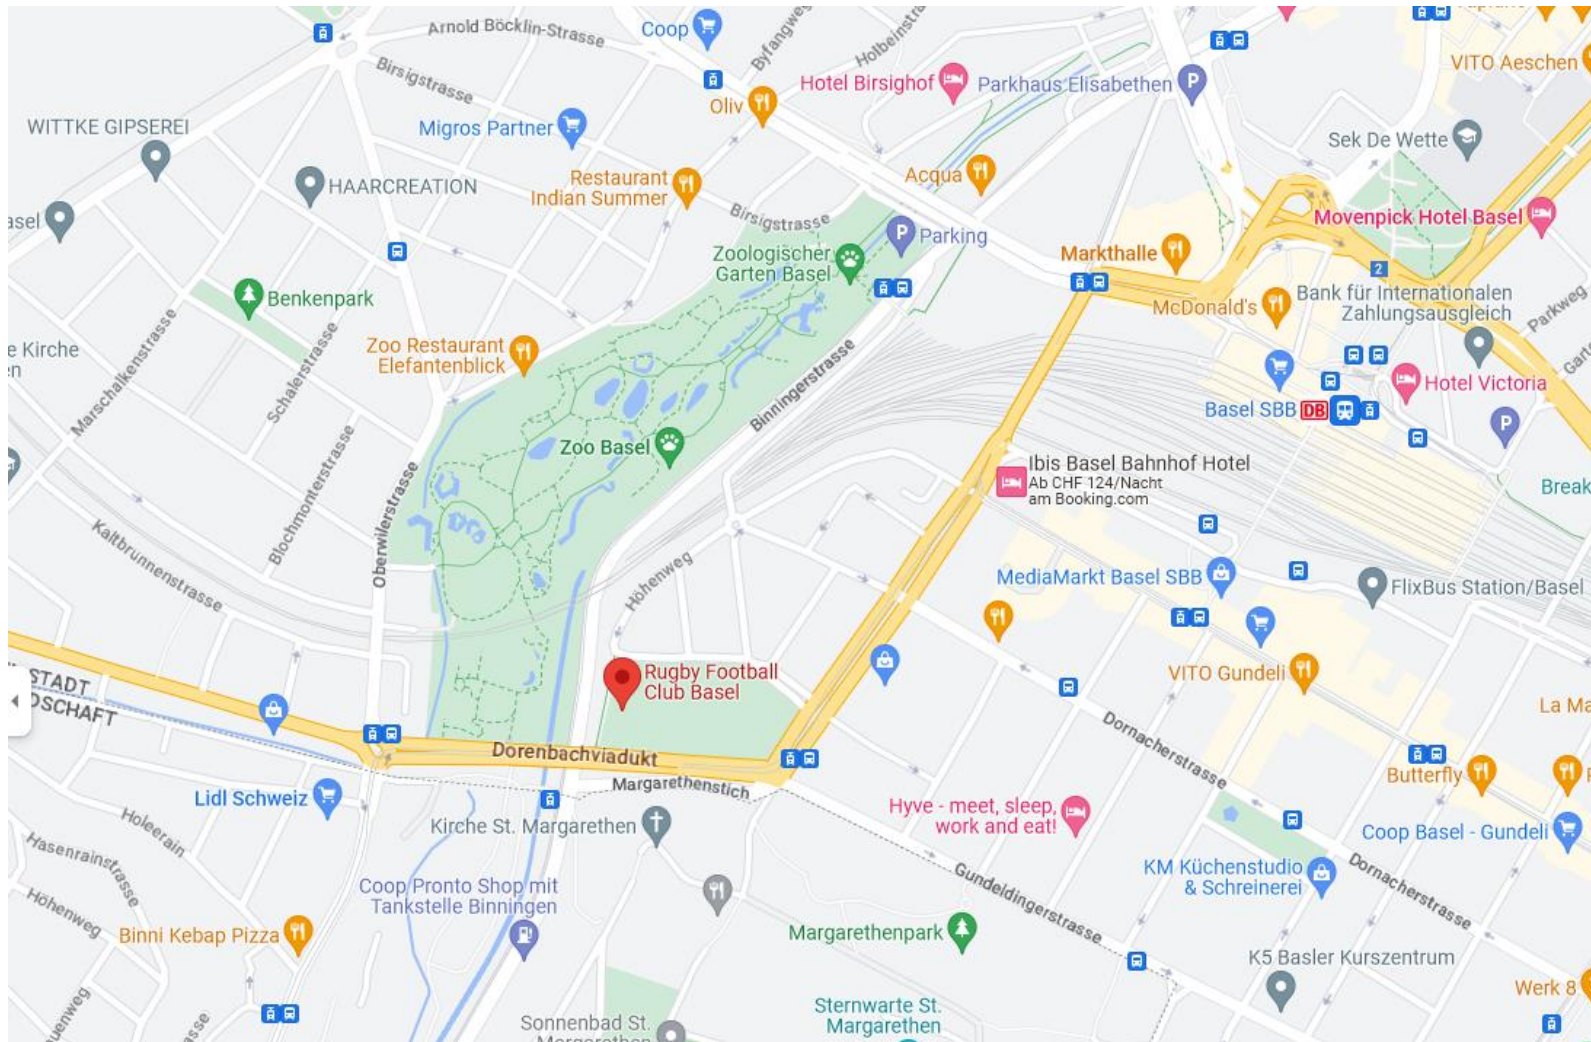 Arnold Böcklin-Strasse
Coop
Byfangweg
Holbeinstra
VITO Aeschen
Birsigstrasse
Hotel Birsighof
Parkhaus Elisabethen
P
Oliv
WITTKE GIPSEREI
Migros Partner
Sek De Wette
HAARCREATION
Restaurant
Indian Summer
Acqua
asel
Birsigstrasse
Movenpick Hotel Basel
P
Parking
Zoologischer
Garten Basel
Markthalle
2
Benkenpark
McDonald's
Bank für Internationalen
Zahlungsausgleich
Parkweg
Marschalkenstrasse
Schalerstrasse
e Kirche
n
Zoo Restaurant
Elefantenblick
Binningerstrasse
Garts
Hotel Victoria
Basel SBB
DB
P
Zoo Basel
Ibis Basel Bahnhof Hotel
Ab CHF 124/Nacht
am Booking.com
Break
Blochmonterstrasse
Oberwilerstrasse
Kaltbrunnenstrasse
Höhenweg
MediaMarkt Basel SBB
FlixBus Station/Basel
STADT
DSCHAFT
Rugby Football
Club Basel
VITO Gundeli
La Ma
Dornacherstrasse
Dorenbachviadukt
Margarethenstich
Butterfly
Lidl Schweiz
Holeerain
Kirche St. Margarethen
Hyve - meet, sleep,
work and eat!
Coop Basel - Gundeli
Hasenrainstrasse
KM Küchenstudio
& Schreinerei
Dornacherstrasse
Gundeldingerstrasse
Höhenweg
Coop Pronto Shop mit
Tankstelle Binningen
Binni Kebap Pizza
Margarethenpark
K5 Basler Kurszentrum
Werk 8
uenweg
sse
Sonnenbad St.
Margarethen
Sternwarte St.
Margarethen